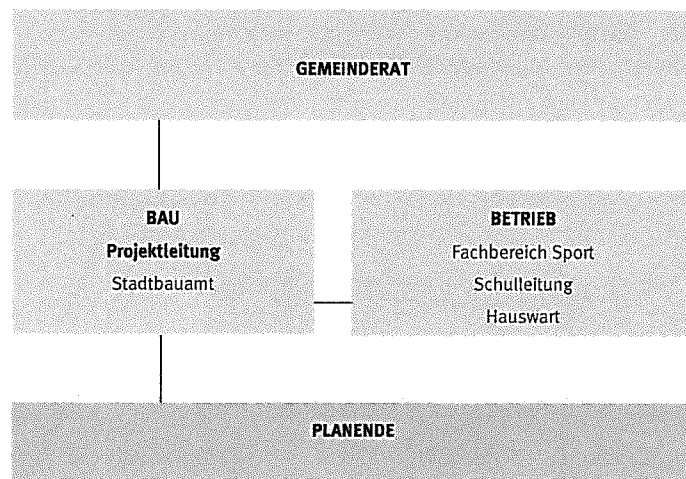 GEMEINDERAT
BAU
Projektleitung
Stadtbauamt
BETRIEB
Fachbereich Sport
Schulleitung
Hauswart
PLANENDE